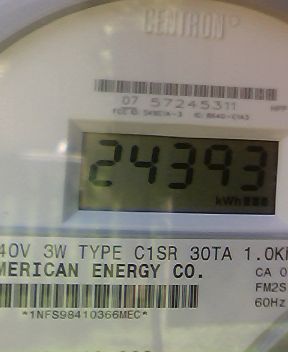 CENTRON
07 57245311
24393
kWh
40V 3W TYPE C1SR 30TA 1.0K
MERICAN ENERGY CO.
CA 0
FM2S
60Hz
*1NFS98410366MEC*